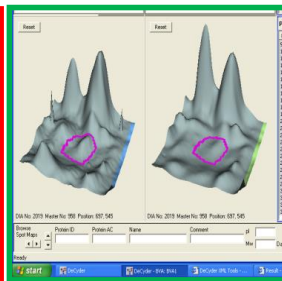 Reset
Reset
DIA No. 2019 Master No: 958 Position: 697, 545
DIA No. 2019 Master No: 958 Position: 697, 545
Browse Spot Maps
Protein ID
Protein AC
Name
Comment
pI
Mw
Ready
start
DeCyder
DeCyder - BVA: BVA1
DeCyder XML Tools - ...
Result -